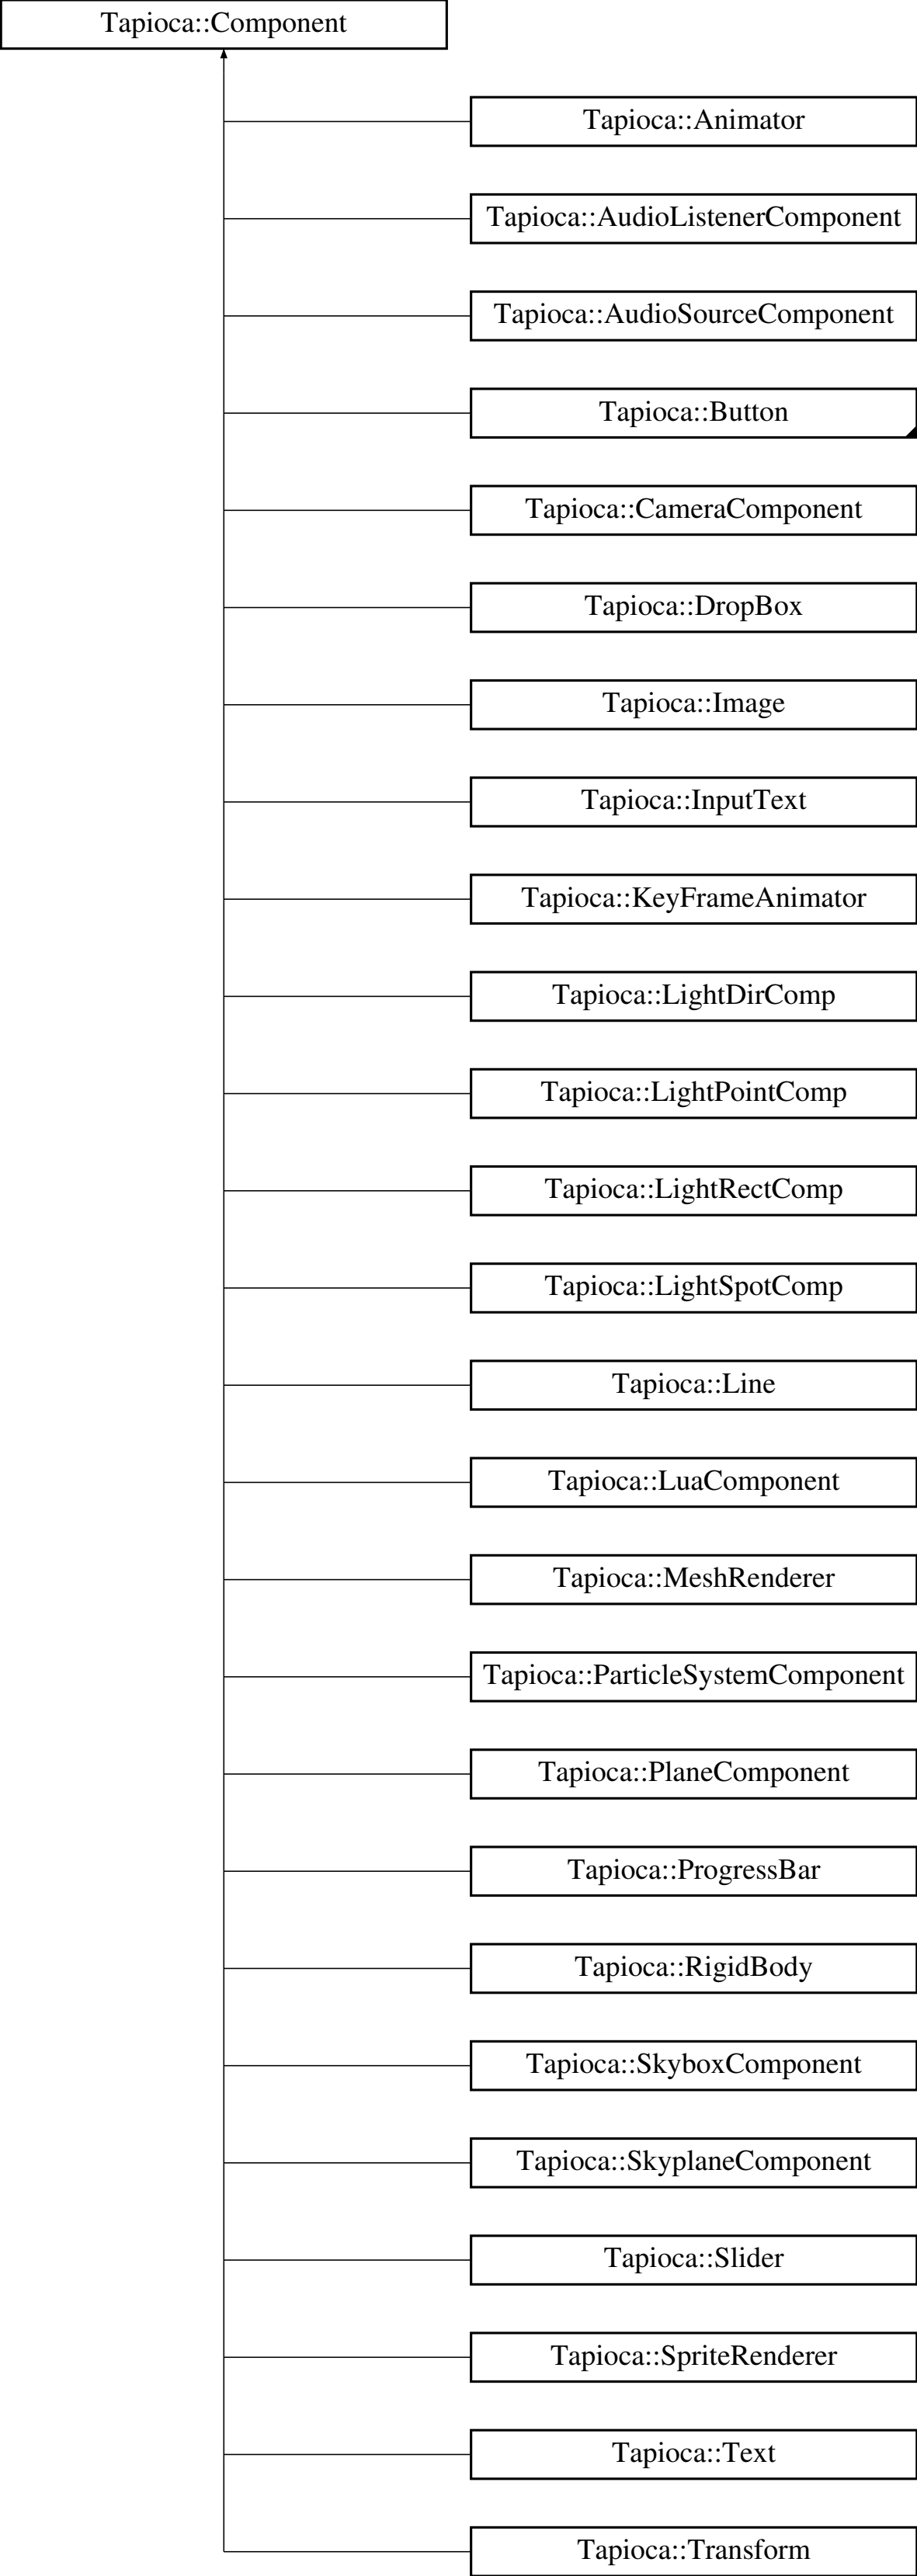 Tapioca::Component
Tapioca::Animator
Tapioca::AudioListenerComponent
Tapioca::AudioSourceComponent
Tapioca::Button
Tapioca::CameraComponent
Tapioca::DropBox
Tapioca::Image
Tapioca::InputText
Tapioca::KeyFrameAnimator
Tapioca::LightDirComp
Tapioca::LightPointComp
Tapioca::LightRectComp
Tapioca::LightSpotComp
Tapioca::Line
Tapioca::LuaComponent
Tapioca::MeshRenderer
Tapioca::ParticleSystemComponent
Tapioca::PlaneComponent
Tapioca::ProgressBar
Tapioca::RigidBody
Tapioca::SkyboxComponent
Tapioca::SkyplaneComponent
Tapioca::Slider
Tapioca::SpriteRenderer
Tapioca::Text
Tapioca::Transform